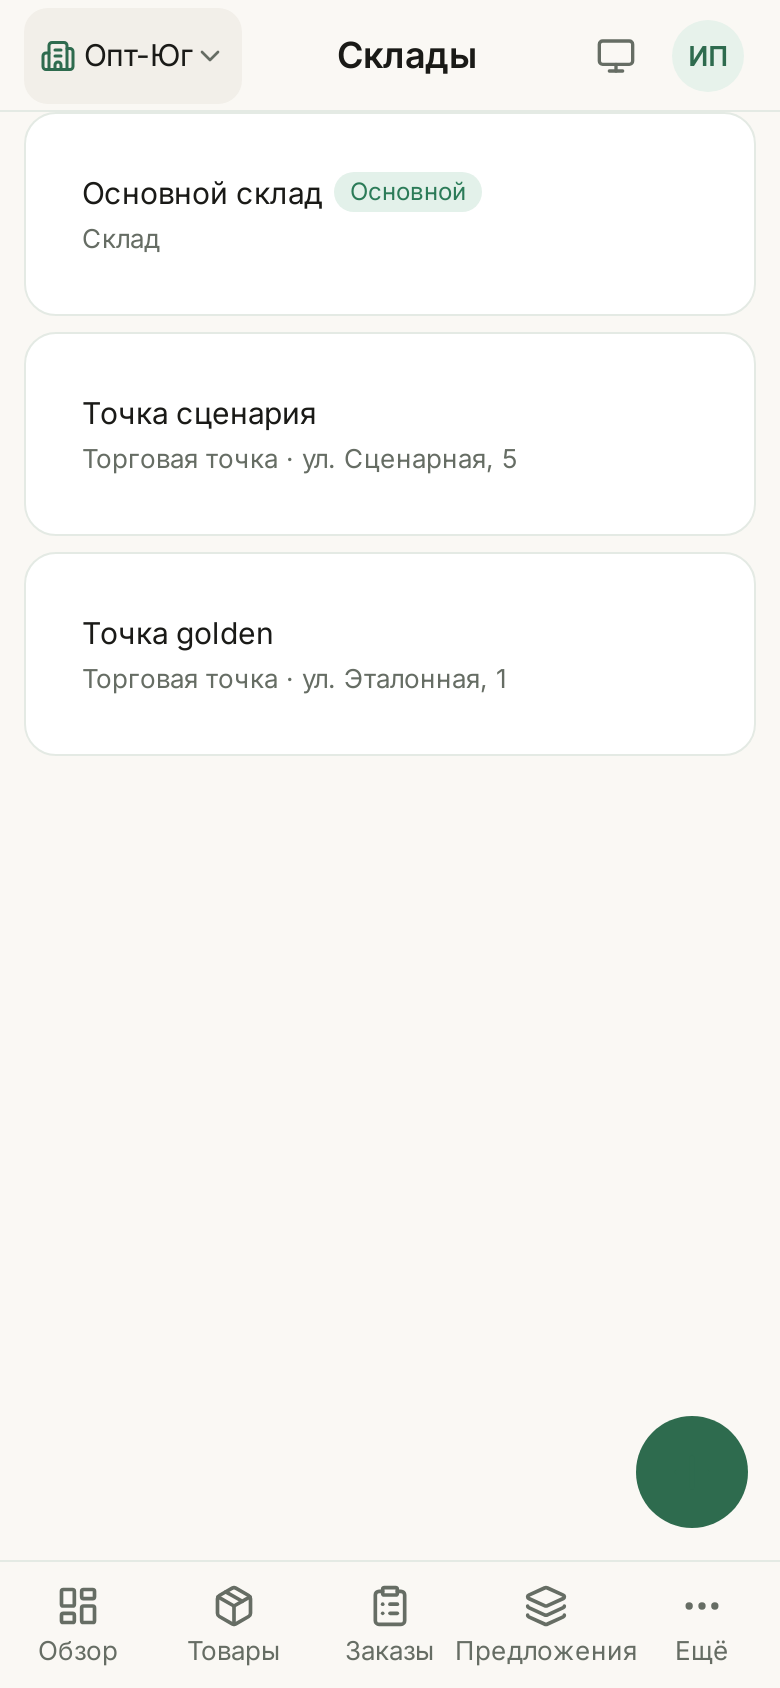 Опт-Юг
Склады
ИП
Основной склад Основной
Склад
Точка сценария
Торговая точка · ул. Сценарная, 5
Точка golden
Торговая точка · ул. Эталонная, 1
Обзор Товары Заказы Предложения Ещё